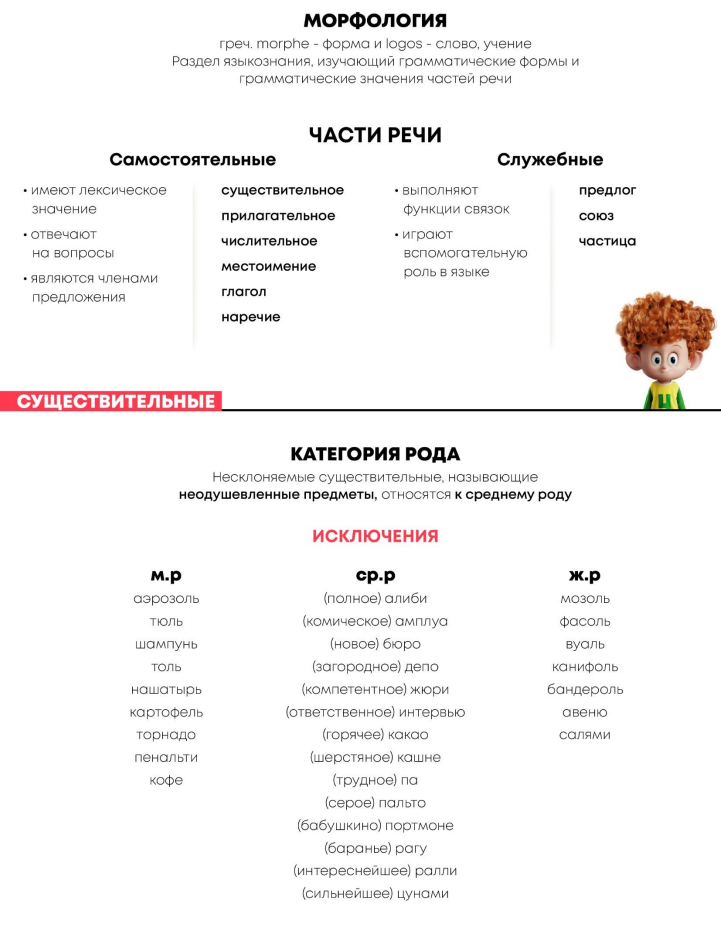 МОРФОЛОГИЯ
греч. morphe - форма и logos - слово, учение
Раздел языкознания, изучающий грамматические формы и
грамматические значения частей речи
ЧАСТИ РЕЧИ
Самостоятельные
• имеют лексическое
значение
• отвечают
на вопросы
• являются членами
предложения
существительное
прилагательное
числительное
местоимение
глагол
наречие
Служебные
• выполняют
функции связок
• играют
вспомогательную
роль в языке
предлог
союз
частица
СУЩЕСТВИТЕЛЬНЫЕ
КАТЕГОРИЯ РОДА
Несклоняемые существительные, называющие
неодушевленные предметы, относятся к среднему роду
ИСКЛЮЧЕНИЯ
м.р
аэрозоль
тюль
шампунь
толь
нашатырь
картофель
торнадо
пенальти
кофе
ср.р
(полное) алиби
(комическое) амплуа
(новое) бюро
(загородное) депо
(компетентное) жюри
(ответственное) интервью
(горячее) какао
(шерстяное) кашне
(трудное) па
(серое) пальто
(бабушкино) портмоне
(баранье) рагу
(интереснейшее) ралли
(сильнейшее) цунами
ж.р
мозоль
фасоль
вуаль
канифоль
бандероль
авеню
салями